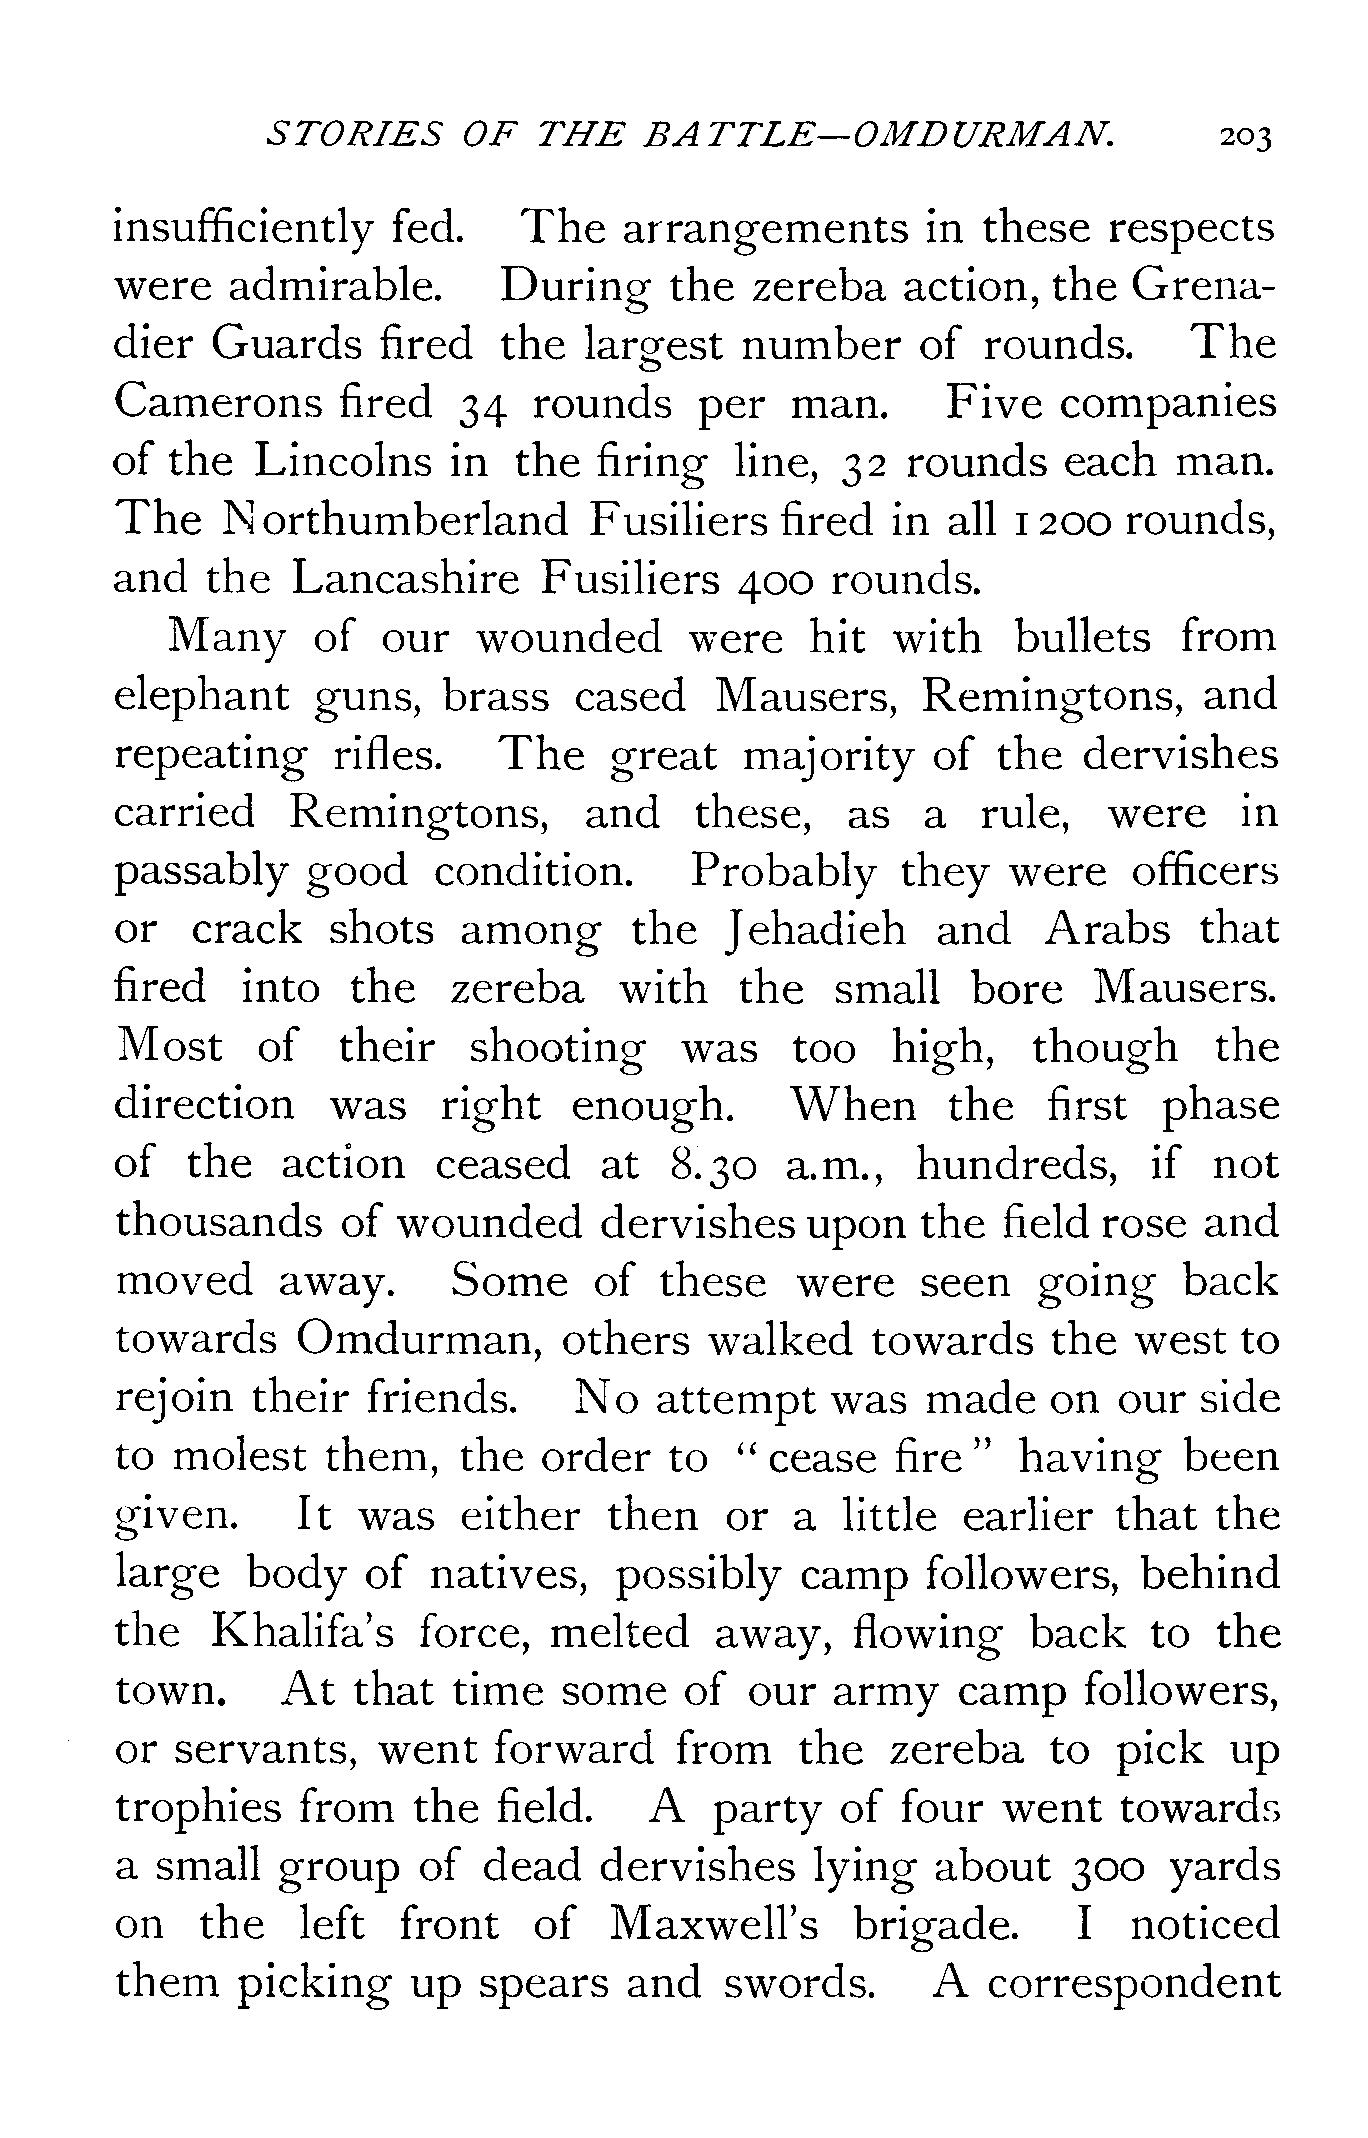 STORIES OF THE BATTLE—OMDURMAN. 203
insufficiently fed. The arrangements in these respects
were admirable. During the zereba action, the Grena-
dier Guards fired the largest number of rounds. The
Camerons fired 34 rounds per man. Five companies
of the Lincolns in the firing line, 32 rounds each man.
The Northumberland Fusiliers fired in all 1200 rounds,
and the Lancashire Fusiliers 400 rounds.
Many of our wounded were hit with bullets from
elephant guns, brass cased Mausers, Remingtons, and
repeating rifles. The great majority of the dervishes
carried Remingtons, and these, as a rule, were in
passably good condition. Probably they were officers
or crack shots among the Jehadieh and Arabs that
fired into the zereba with the small bore Mausers.
Most of their shooting was too high, though the
direction was right enough. When the first phase
of the action ceased at 8.30 a.m., hundreds, if not
thousands of wounded dervishes upon the field rose and
moved away. Some of these were seen going back
towards Omdurman, others walked towards the west to
rejoin their friends. No attempt was made on our side
to molest them, the order to “cease fire” having been
given. It was either then or a little earlier that the
large body of natives, possibly camp followers, behind
the Khalifa’s force, melted away, flowing back to the
town. At that time some of our army camp followers,
or servants, went forward from the zereba to pick up
trophies from the field. A party of four went towards
a small group of dead dervishes lying about 300 yards
on the left front of Maxwell’s brigade. I noticed
them picking up spears and swords. A correspondent